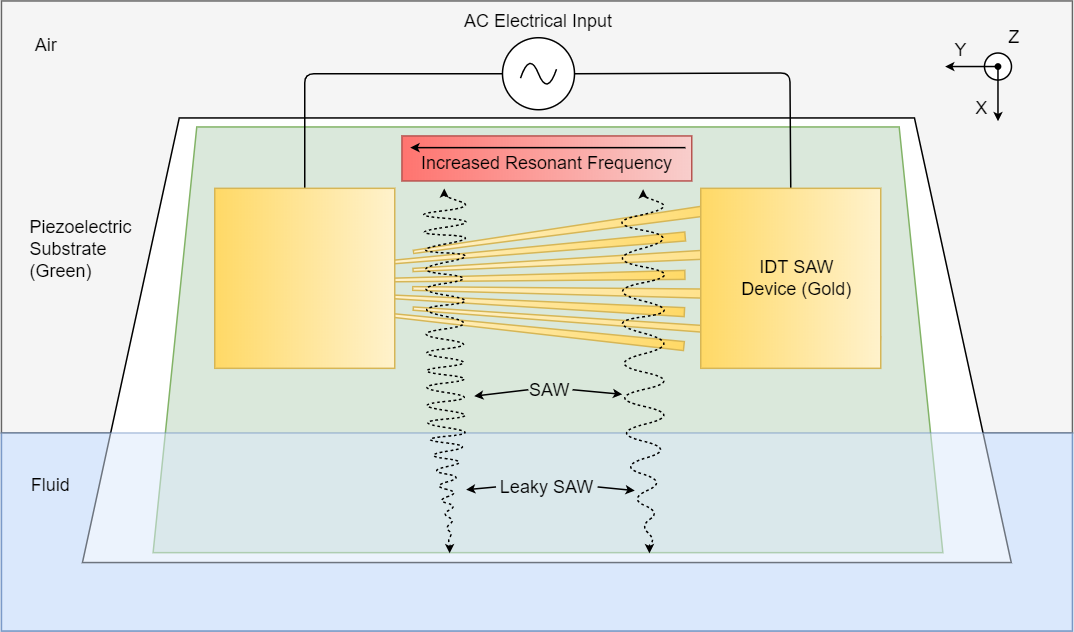 AC Electrical Input
Air
Z
Y
X
Increased Resonant Frequency
Piezoelectric
Substrate
(Green)
IDT SAW
Device (Gold)
SAW
Leaky SAW
Fluid